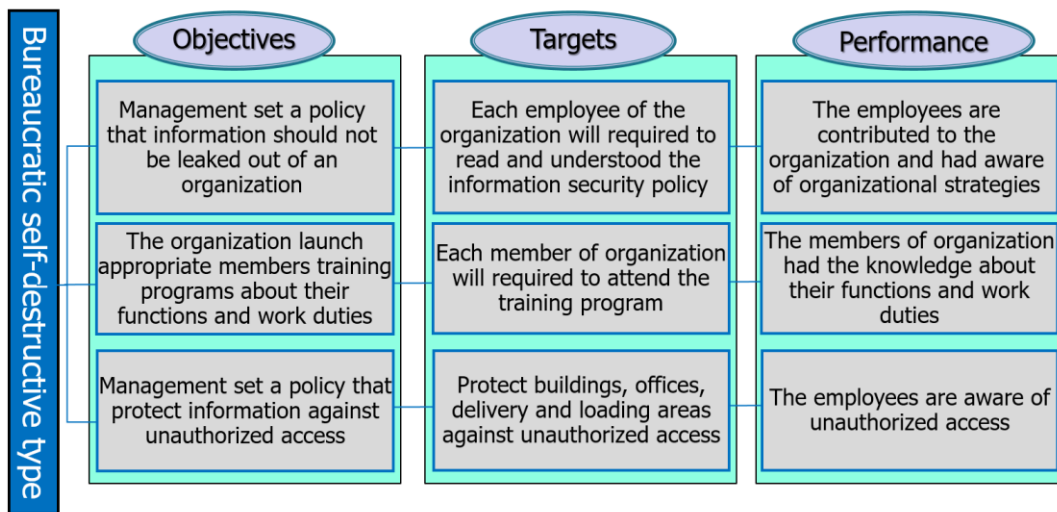 Bureaucratic self-destructive type
Objectives
Targets
Performance
Management set a policy
that information should not
be leaked out of an
organization
Each employee of the
organization will required to
read and understood the
information security policy
The employees are
contributed to the
organization and had aware
of organizational strategies
The organization launch
appropriate members training
programs about their
functions and work duties
Each member of organization
will required to attend the
training program
The members of organization
had the knowledge about
their functions and work
duties
Management set a policy that
protect information against
unauthorized access
Protect buildings, offices,
delivery and loading areas
against unauthorized access
The employees are aware of
unauthorized access